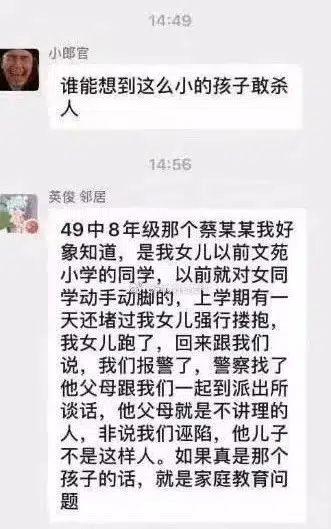 14:49
小郎官
谁能想到这么小的孩子敢杀
人
14:56
英俊 邻居
49中8年级那个蔡某某我好
象知道，是我女儿以前文苑
小学的同学，以前就对女同
学动手动脚的，上学期有一
天还堵过我女儿强行搂抱，
我女儿跑了，回来跟我们
说，我们报警了，警察找了
他父母跟我们一起到派出所
谈话，他父母就是不讲理的
人，非说我们诬陷，他儿子
不是这样人。如果真是那个
孩子的话，就是家庭教育问
题